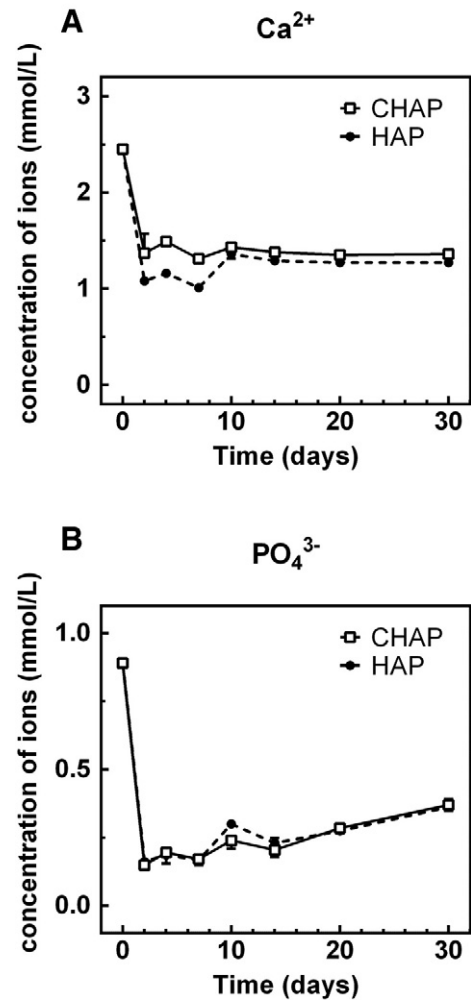 A
Ca²⁺
concentration of ions (mmol/L)
3
2
1
0
CHAP
HAP
0 10 20 30
Time (days)
B
PO₄³⁻
concentration of ions (mmol/L)
1.0
0.5
0.0
CHAP
HAP
0 10 20 30
Time (days)